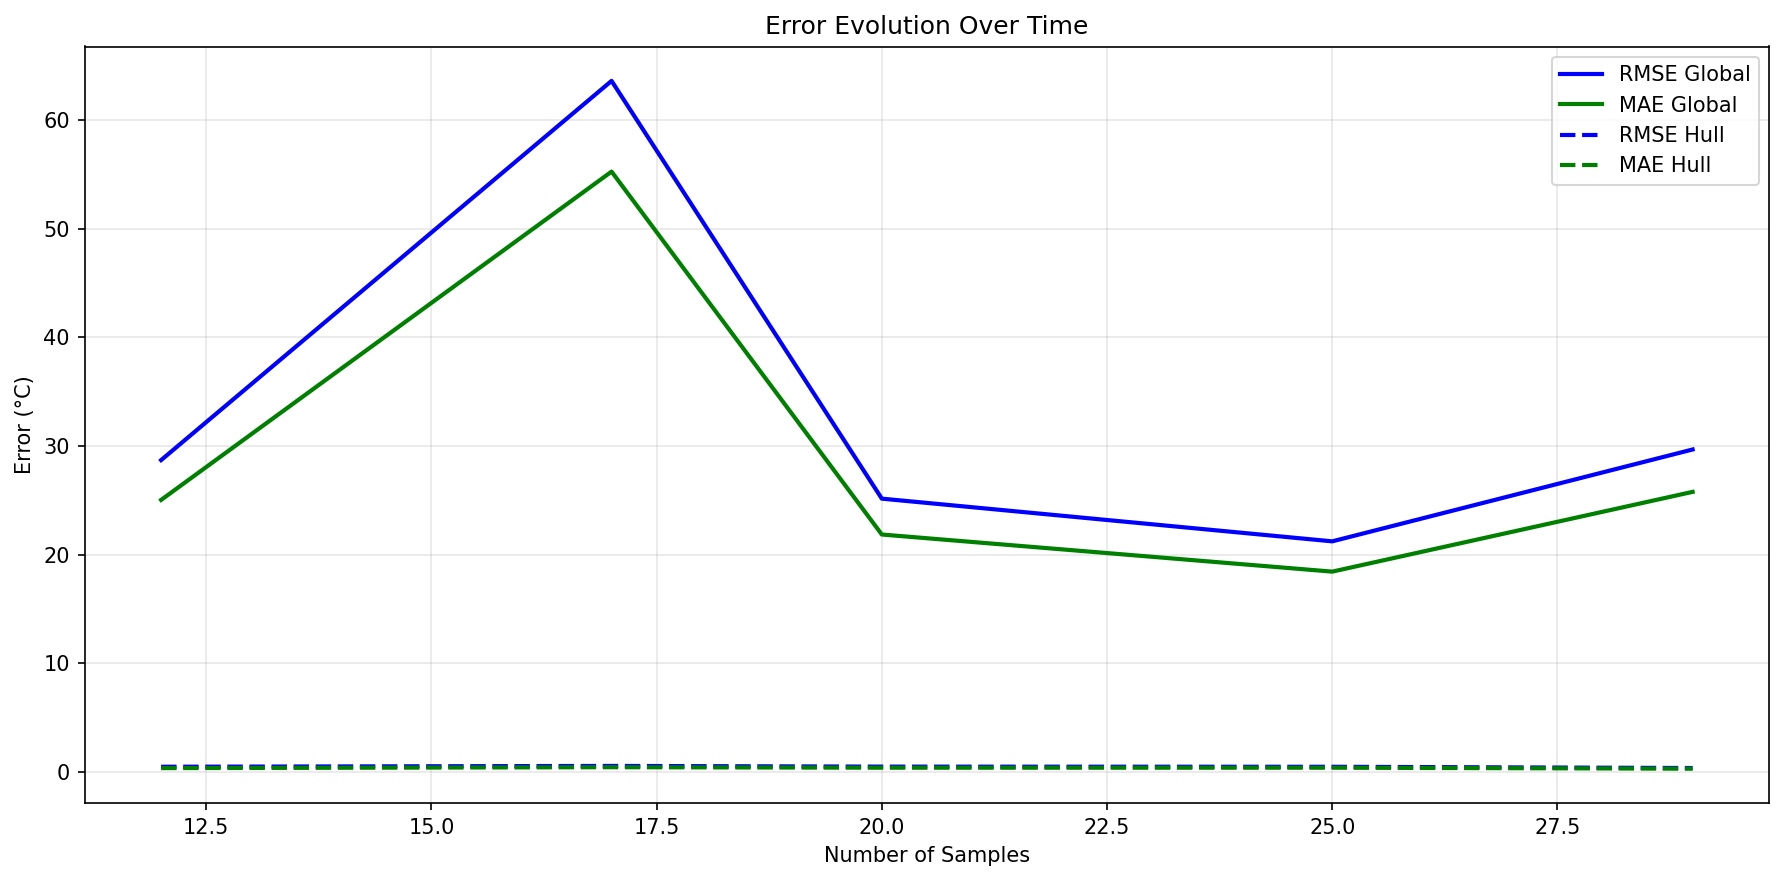 Error Evolution Over Time
RMSE Global
MAE Global
RMSE Hull
MAE Hull
Error (°C)
60
50
40
30
20
10
0
12.5 15.0 17.5 20.0 22.5 25.0 27.5
Number of Samples